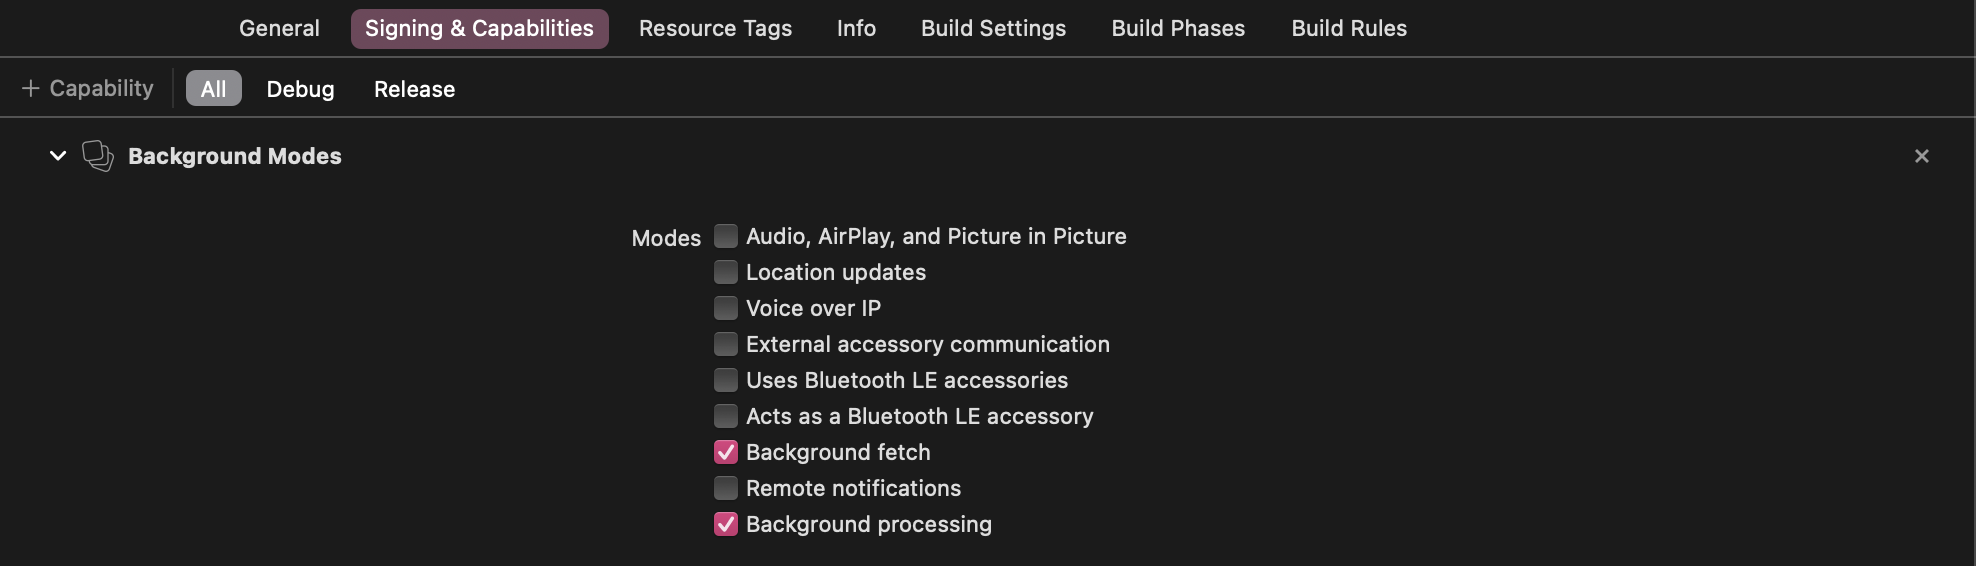 General Signing & Capabilities Resource Tags Info Build Settings Build Phases Build Rules
+ Capability All Debug Release
Background Modes
Modes Audio, AirPlay, and Picture in Picture
Location updates
Voice over IP
External accessory communication
Uses Bluetooth LE accessories
Acts as a Bluetooth LE accessory
Background fetch
Remote notifications
Background processing